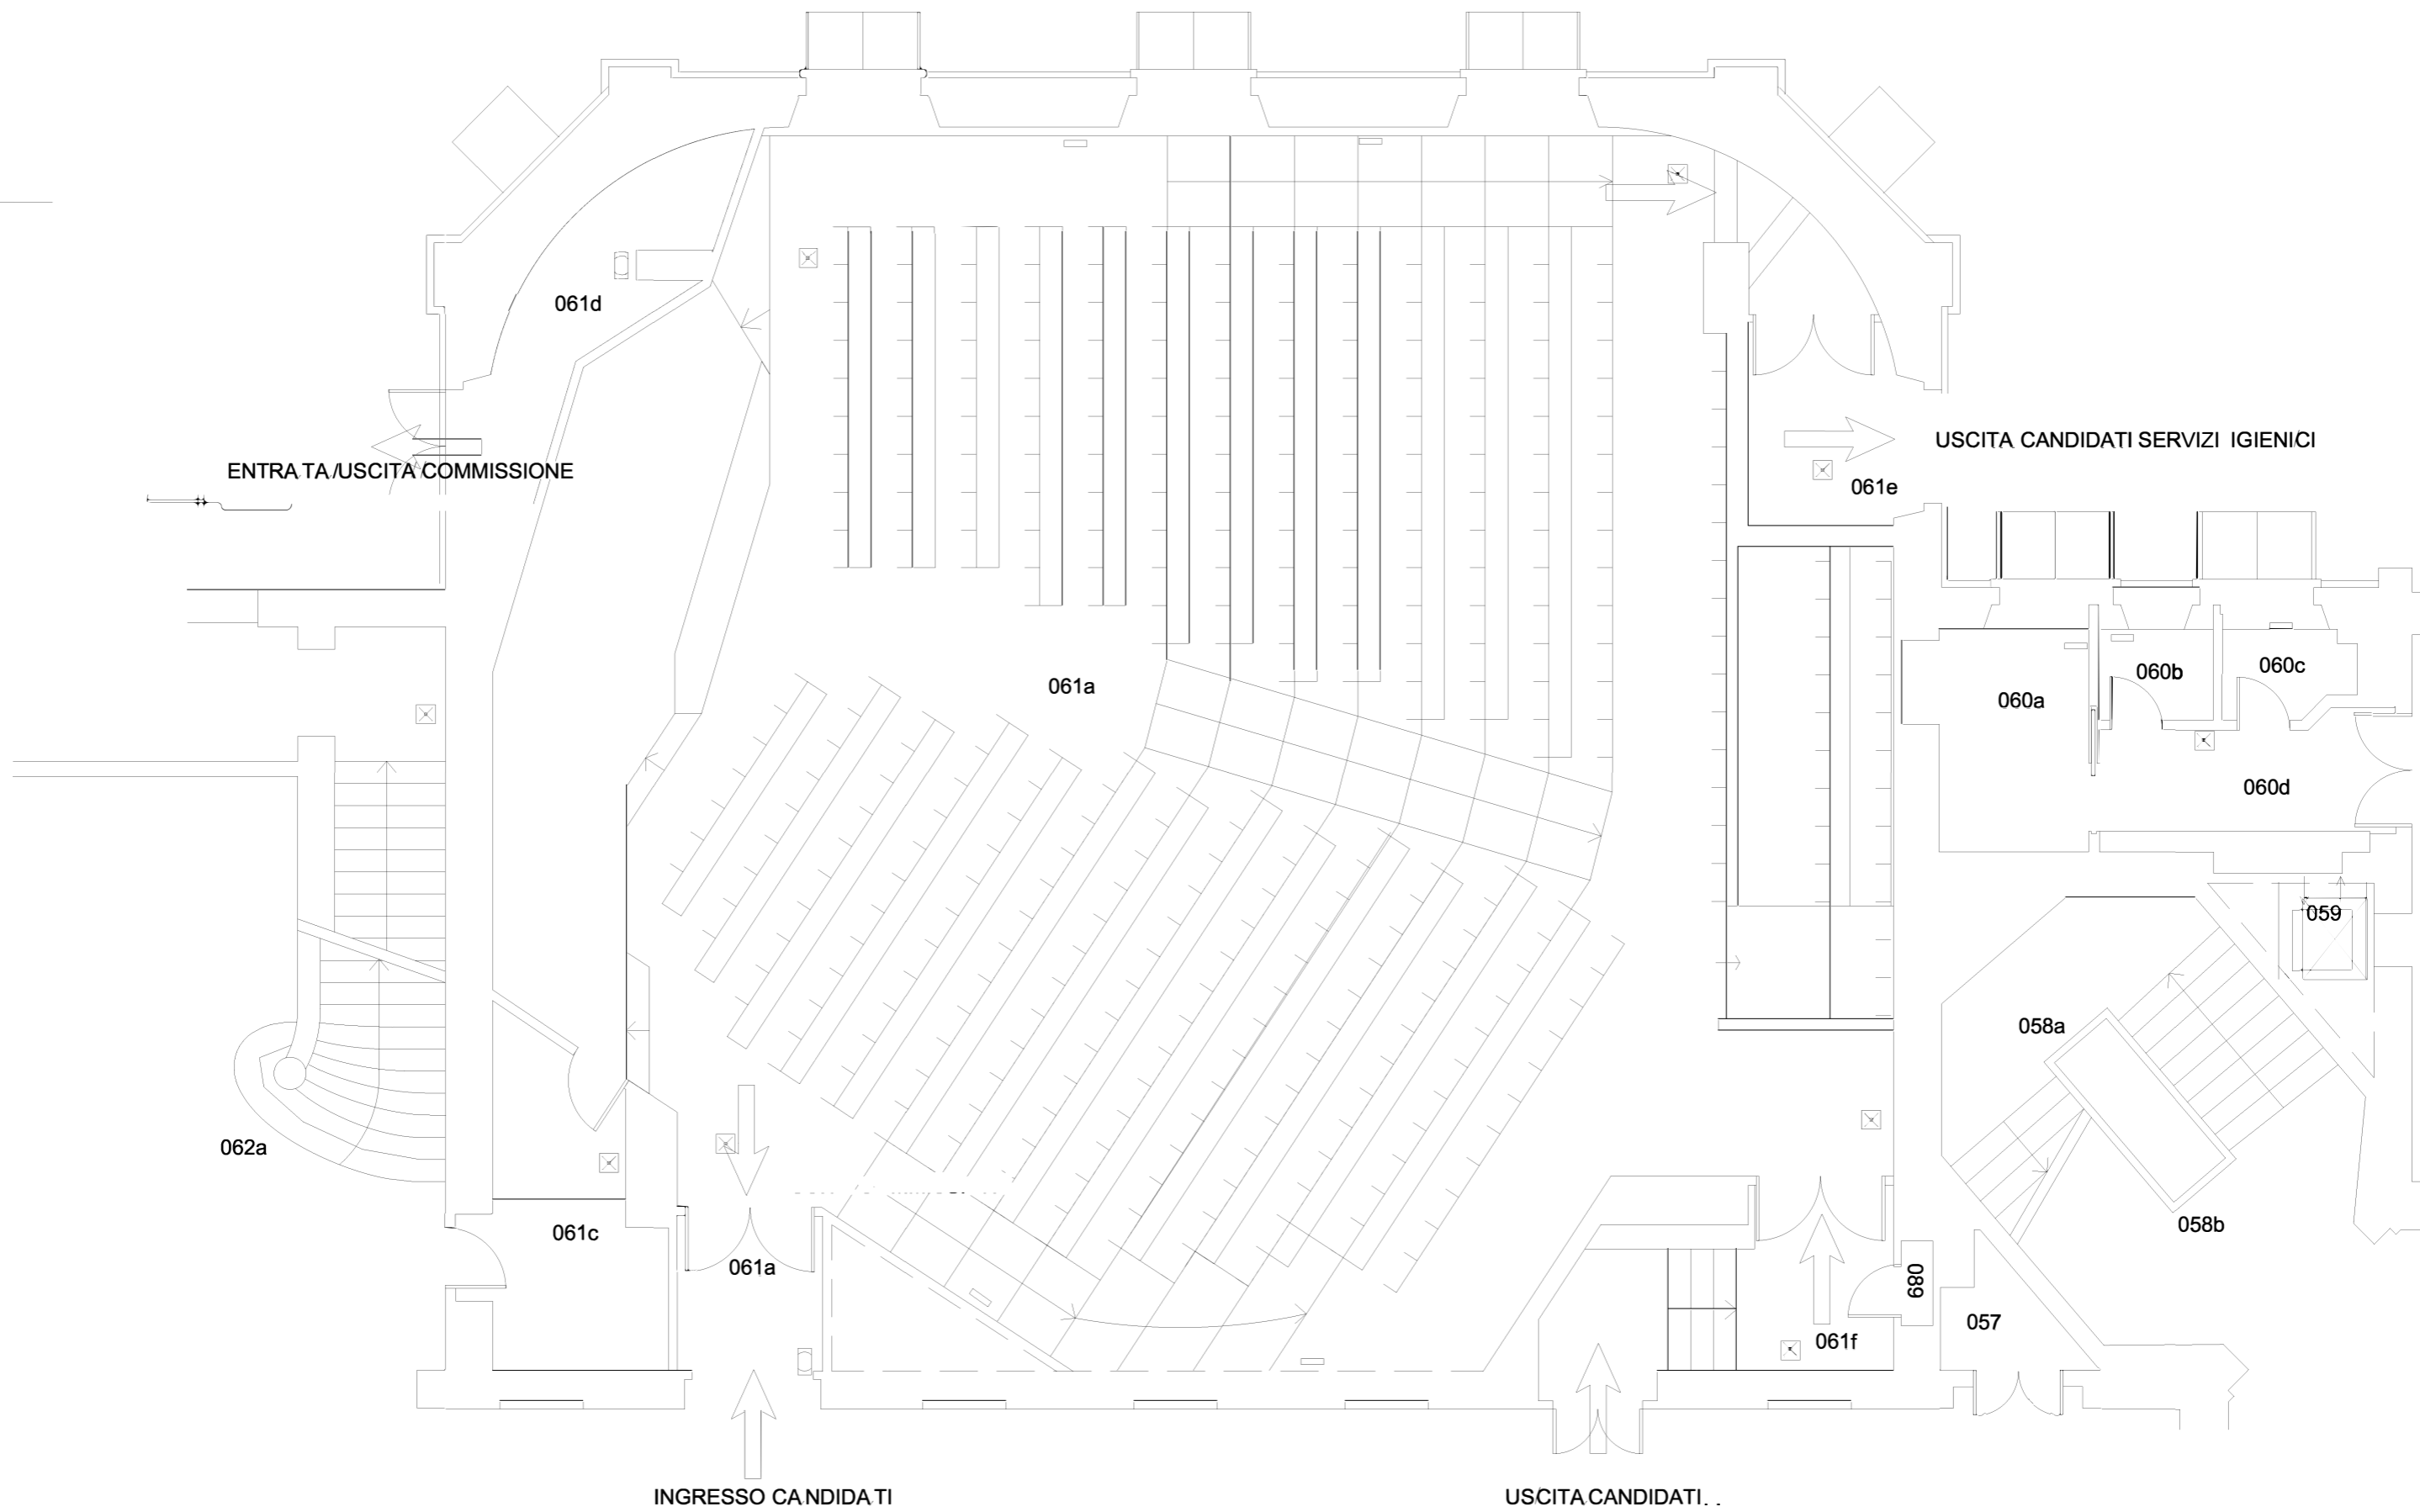 061d
USCITA CANDIDATI SERVIZI IGIENICI
ENTRATA/USCITA COMMISSIONE
061e
060b
060c
061a
060a
060d
059
058a
062a
058b
061c
061a
680
057
061f
INGRESSO CANDIDATI
USCITA CANDIDATI